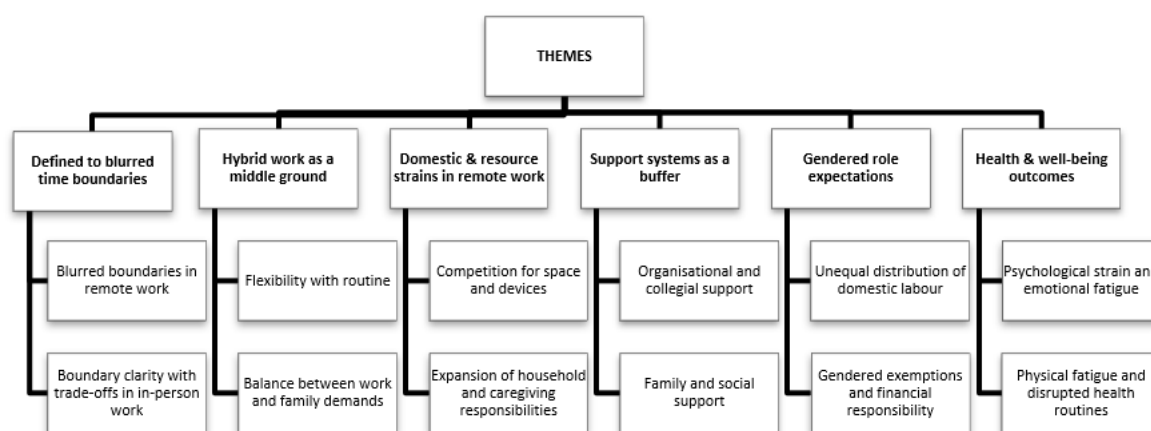 THEMES
Defined to blurred
time boundaries
Hybrid work as a
middle ground
Domestic & resource
strains in remote work
Support systems as a
buffer
Gendered role
expectations
Health & well-being
outcomes
Blurred boundaries in
remote work
Flexibility with routine
Competition for space
and devices
Organisational and
collegial support
Unequal distribution of
domestic labour
Psychological strain an
emotional fatigue
Boundary clarity with
trade-offs in in-person
work
Balance between work
and family demands
Expansion of household
and caregiving
responsibilities
Family and social
support
Gendered exemptions
and financial
responsibility
Physical fatigue and
disrupted health
routines